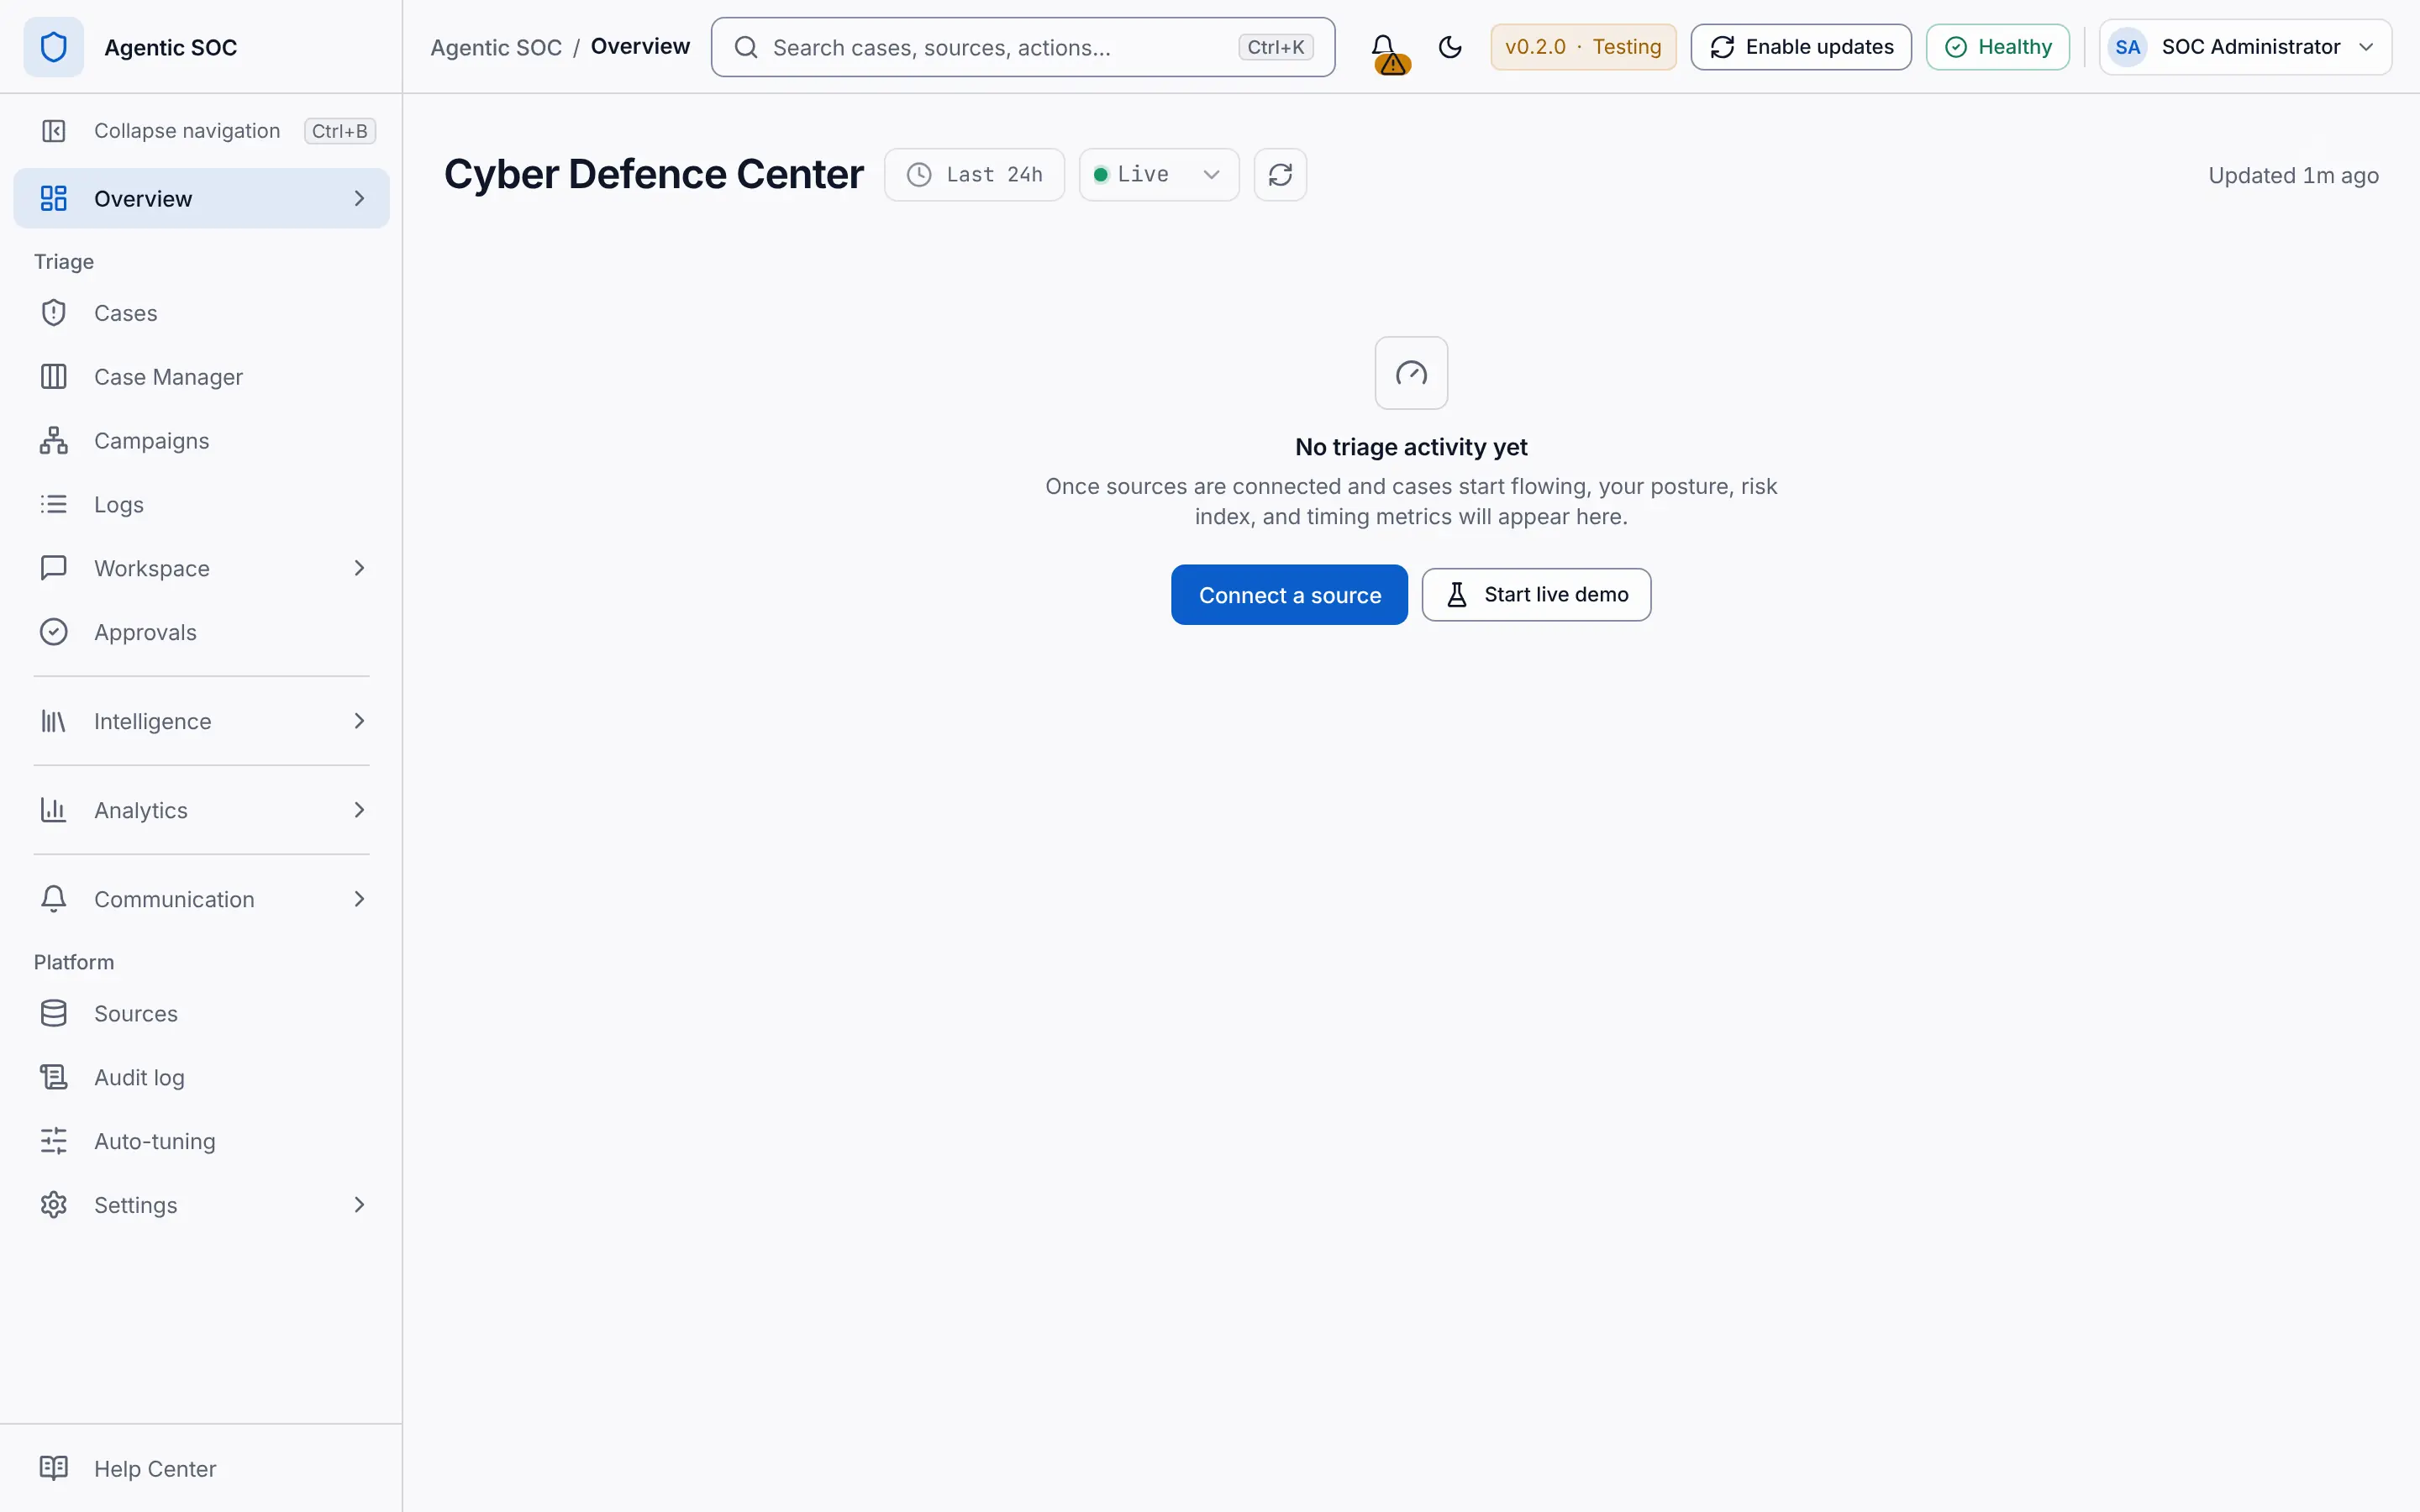 Agentic SOC
Agentic SOC / Overview
Search cases, sources, actions...
Ctrl+K
v0.2.0 · Testing
Enable updates
Healthy
SA
SOC Administrator
Collapse navigation
Ctrl+B
Overview
Triage
Cases
Case Manager
Campaigns
Logs
Workspace
Approvals
Intelligence
Analytics
Communication
Platform
Sources
Audit log
Auto-tuning
Settings
Help Center
Cyber Defence Center
Last 24h
Live
Updated 1m ago
No triage activity yet
Once sources are connected and cases start flowing, your posture, risk
index, and timing metrics will appear here.
Connect a source
Start live demo